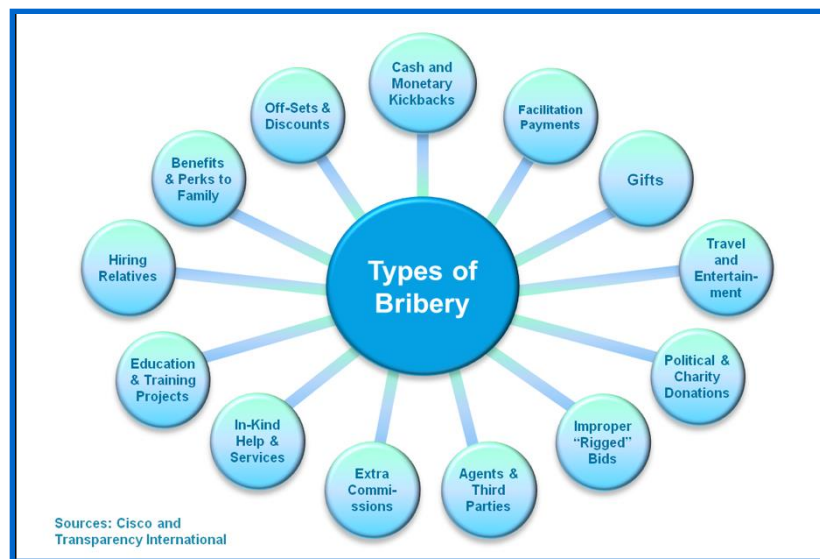 Types of
Bribery
Cash and
Monetary
Kickbacks
Facilitation
Payments
Gifts
Travel
and
Entertain-
ment
Political &
Charity
Donations
Improper
“Rigged”
Bids
Agents &
Third
Parties
Extra
Commi-
ssions
In-Kind
Help &
Services
Education
& Training
Projects
Hiring
Relatives
Benefits
& Perks to
Family
Off-Sets &
Discounts
Sources: Cisco and
Transparency International